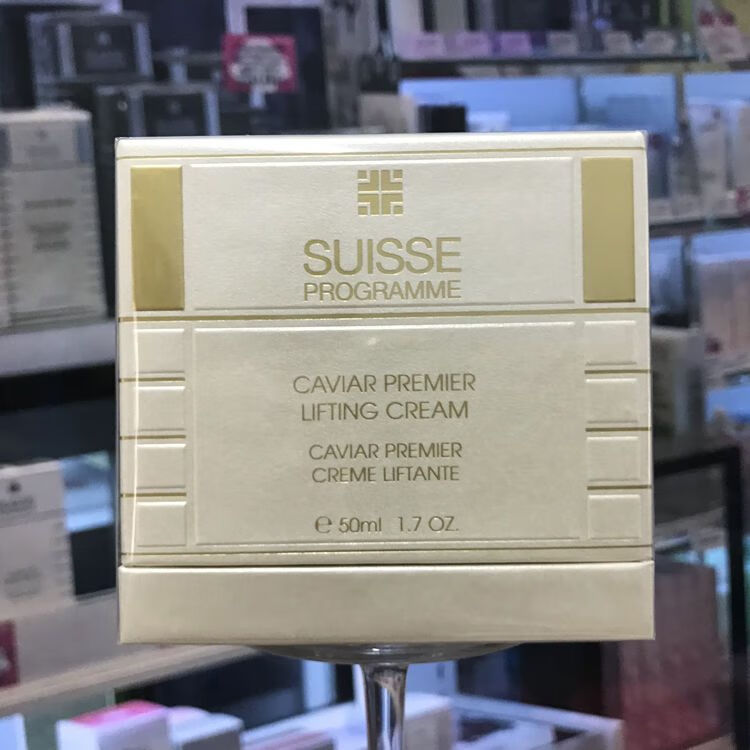 SUISSE
PROGRAMME
CAVIAR PREMIER
LIFTING CREAM
CAVIAR PREMIER
CREME LIFTANTE
℮ 50ml 1.7 OZ.